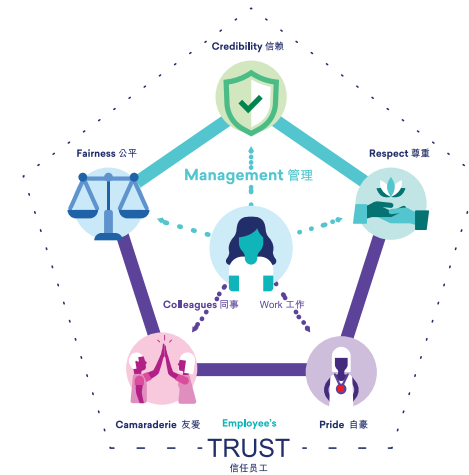 Credibility 信赖
Fairness 公平
Respect 尊重
Management 管理
Colleagues 同事
Work 工作
Camaraderie 友爱
Employee's
Pride 自豪
TRUST
信任员工